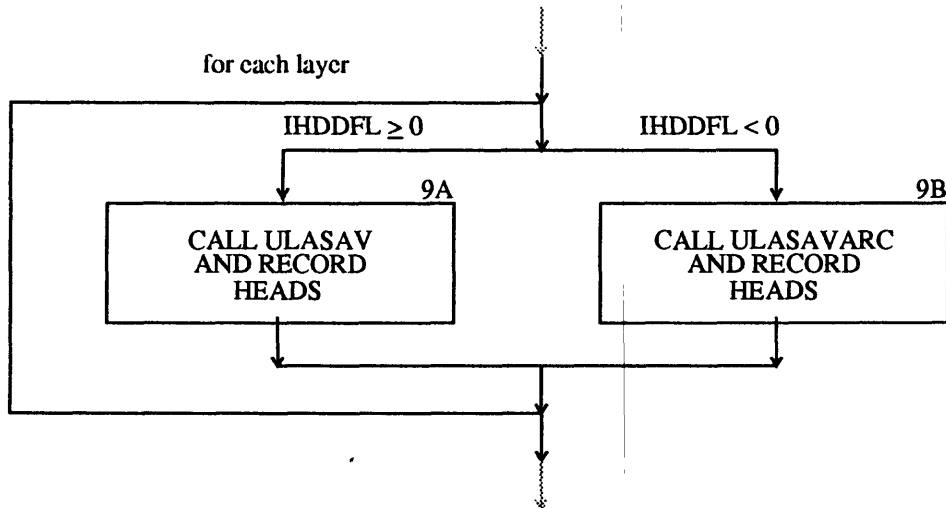 for each layer
IHDDFL ≥ 0
IHDDFL < 0
9A
9B
CALL ULASAV
AND RECORD
HEADS
CALL ULASAVARC
AND RECORD
HEADS